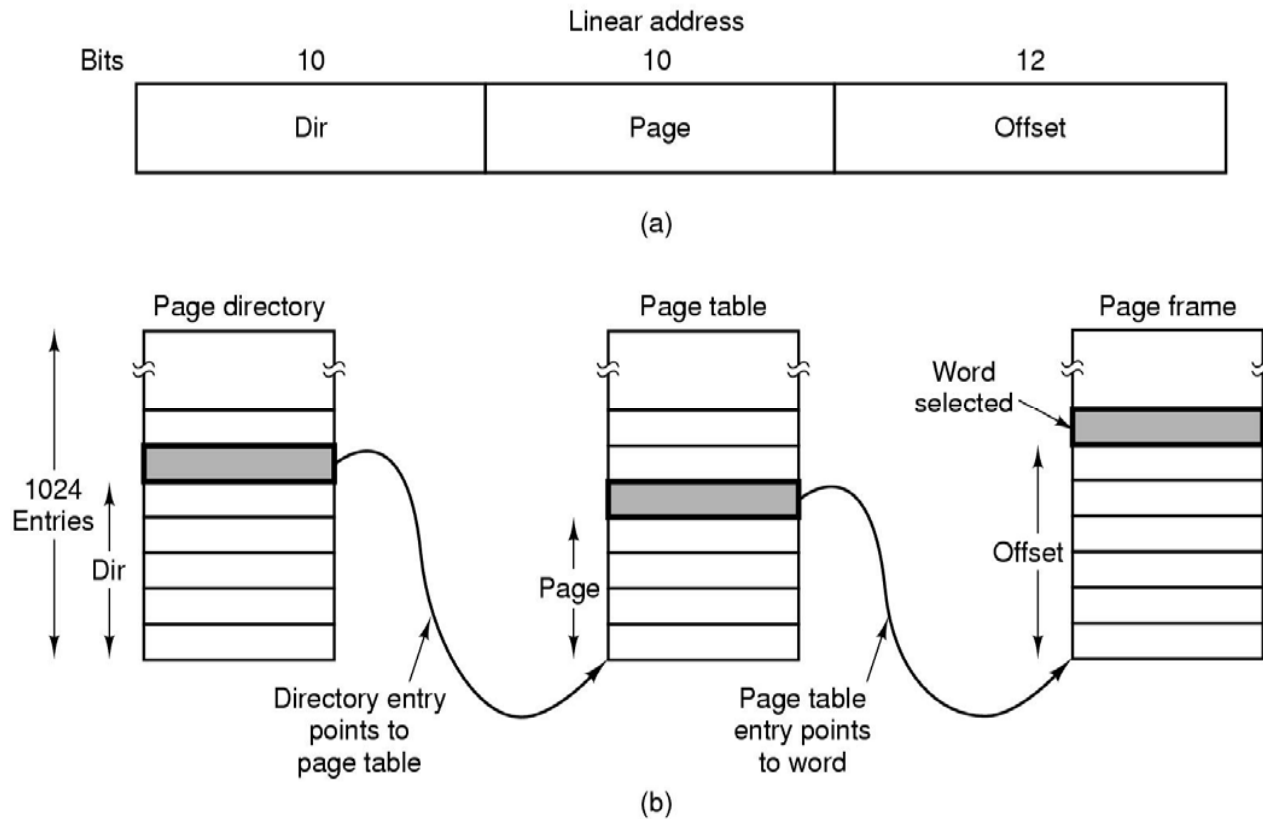 Linear address
Bits 10 10 12
Dir Page Offset
(a)
Page directory Page table Page frame
Word
selected
1024
Entries
Dir
Page
Offset
Directory entry
points to
page table
Page table
entry points
to word
(b)